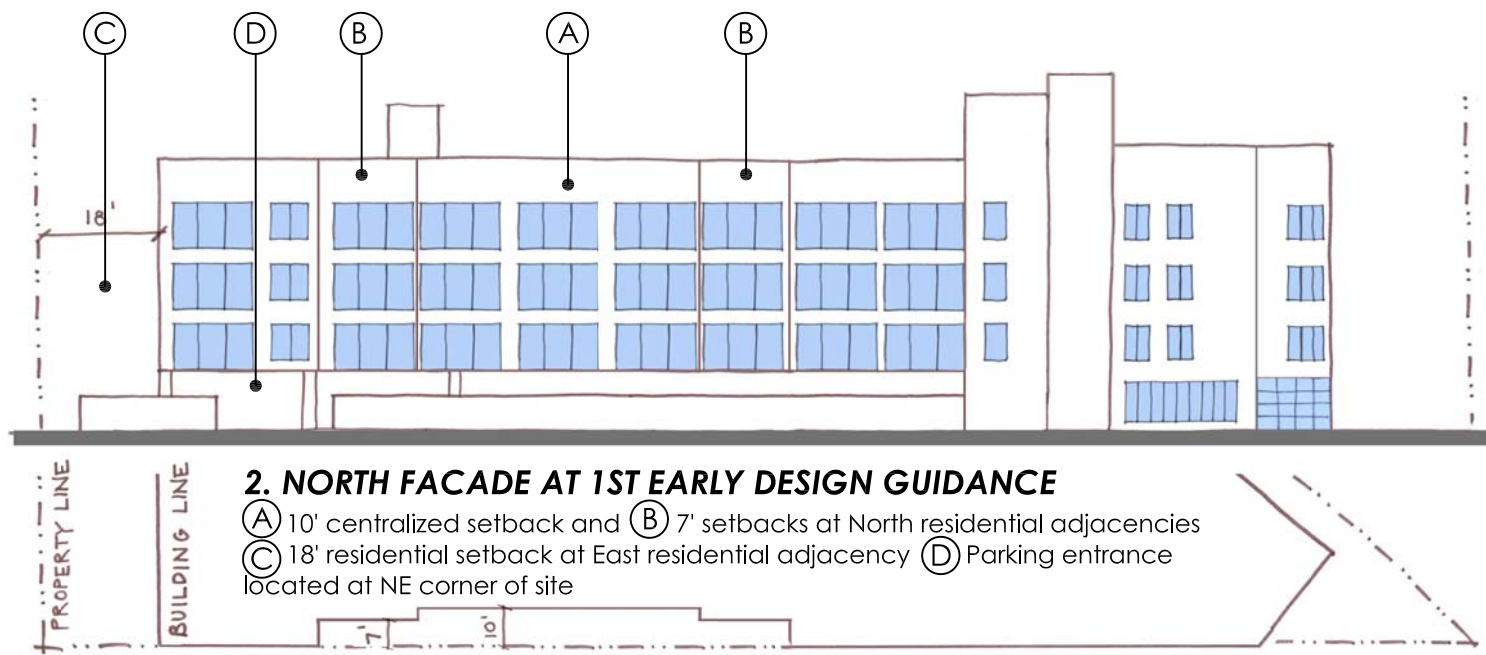 C D B A B
18'
PROPERTY LINE
BUILDING LINE
2. NORTH FACADE AT 1ST EARLY DESIGN GUIDANCE
A 10' centralized setback and B 7' setbacks at North residential adjacencies
C 18' residential setback at East residential adjacency D Parking entrance
located at NE corner of site
7'
10'